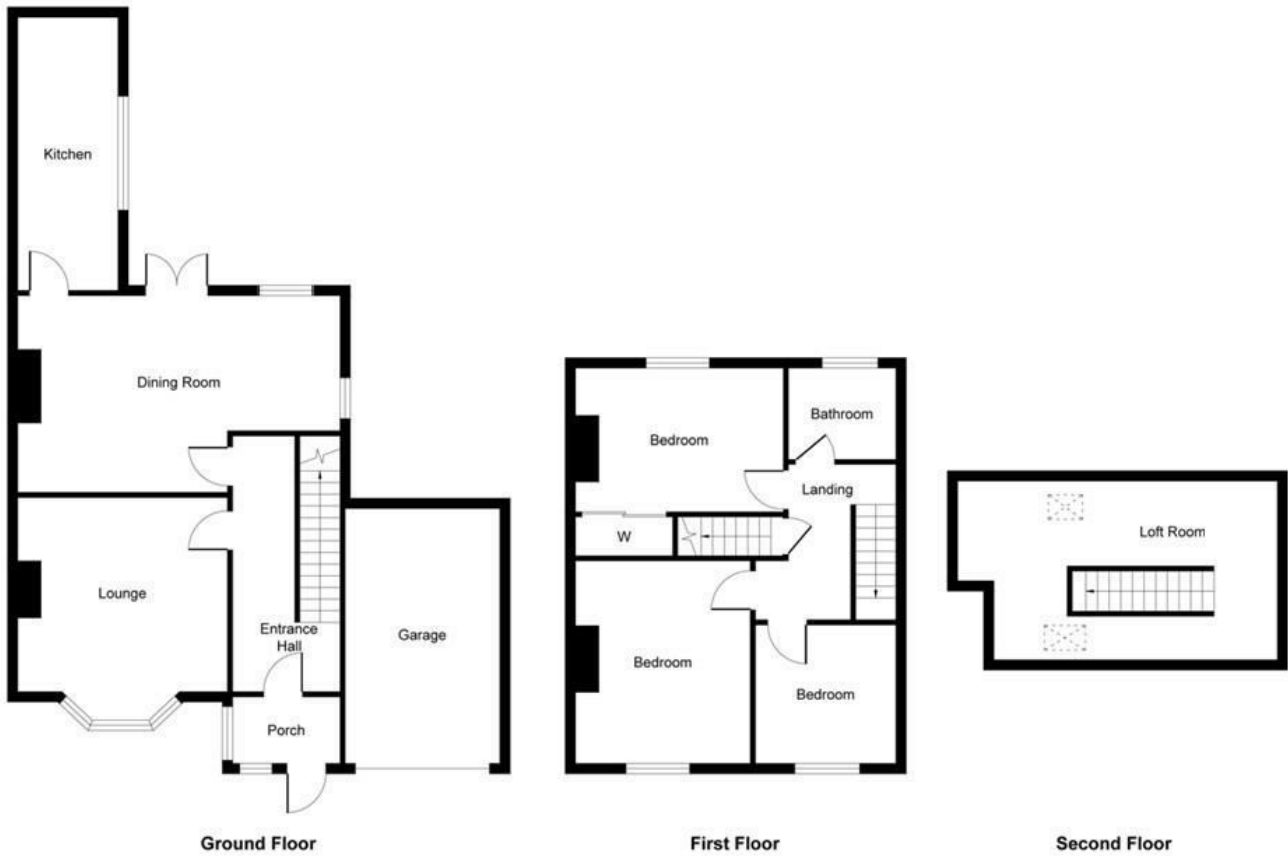 Kitchen
Dining Room
Lounge
Entrance
Hall
Garage
Porch
Ground Floor
Bedroom
Bathroom
Landing
W
Bedroom
Bedroom
First Floor
Loft Room
Second Floor